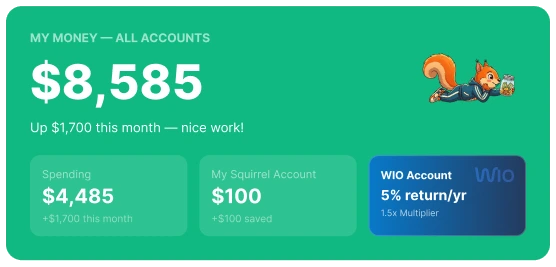 MY MONEY — ALL ACCOUNTS
$8,585
Up $1,700 this month — nice work!
Spending
$4,485
+$1,700 this month
My Squirrel Account
$100
+$100 saved
WIO Account
Wio
5% return/yr
1.5x Multiplier